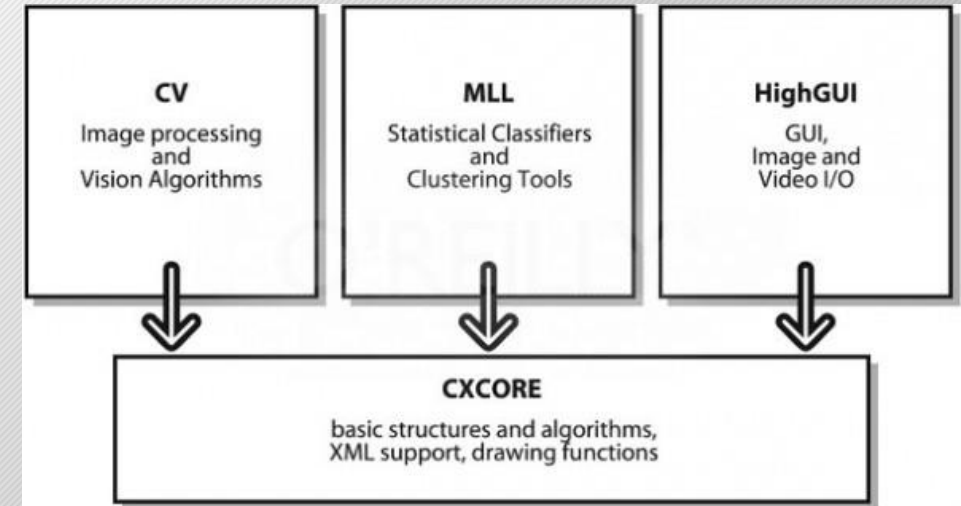 CV
Image processing
and
Vision Algorithms
MLL
Statistical Classifiers
and
Clustering Tools
HighGUI
GUI,
Image and
Video I/O
O'REILLY
CXCORE
basic structures and algorithms,
XML support, drawing functions